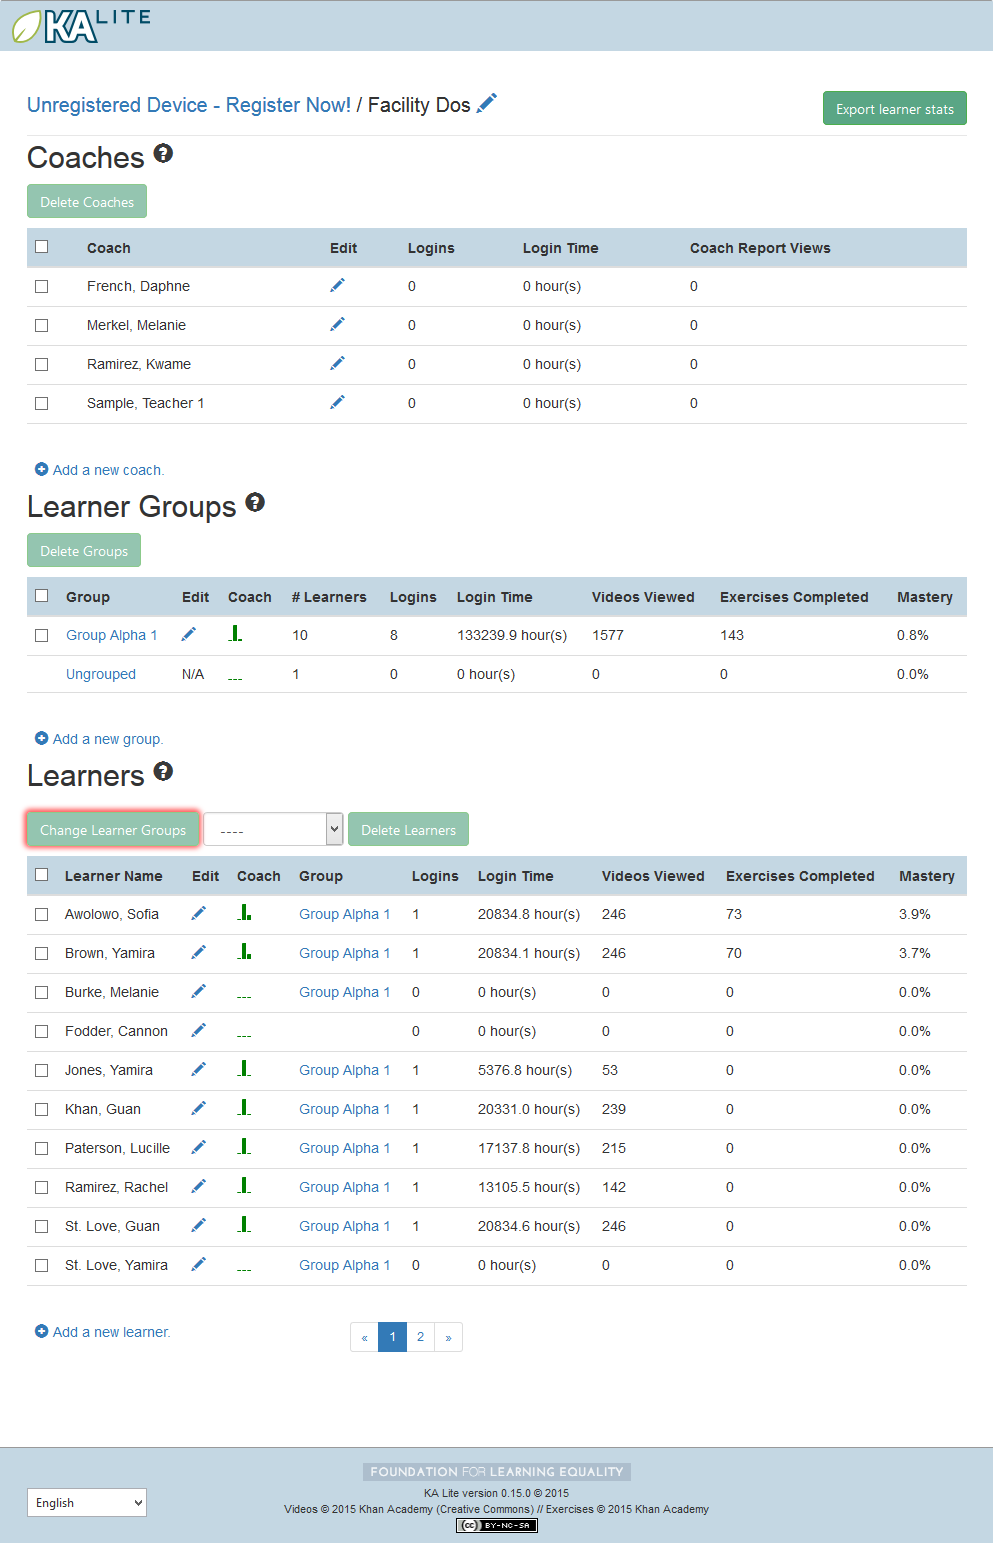 KA LITE
Unregistered Device - Register Now! / Facility Dos
Export learner stats
Coaches ?
Delete Coaches
Coach Edit Logins Login Time Coach Report Views
French, Daphne 0 0 hour(s) 0
Merkel, Melanie 0 0 hour(s) 0
Ramirez, Kwame 0 0 hour(s) 0
Sample, Teacher 1 0 0 hour(s) 0
Add a new coach.
Learner Groups ?
Delete Groups
Group Edit Coach # Learners Logins Login Time Videos Viewed Exercises Completed Mastery
Group Alpha 1 10 8 133239.9 hour(s) 1577 143 0.8%
Ungrouped N/A 1 0 0 hour(s) 0 0 0.0%
Add a new group.
Learners ?
Change Learner Groups ---- Delete Learners
Learner Name Edit Coach Group Logins Login Time Videos Viewed Exercises Completed Mastery
Awolowo, Sofia Group Alpha 1 1 20834.8 hour(s) 246 73 3.9%
Brown, Yamira Group Alpha 1 1 20834.1 hour(s) 246 70 3.7%
Burke, Melanie Group Alpha 1 0 0 hour(s) 0 0 0.0%
Fodder, Cannon 0 0 hour(s) 0 0 0.0%
Jones, Yamira Group Alpha 1 1 5376.8 hour(s) 53 0 0.0%
Khan, Guan Group Alpha 1 1 20331.0 hour(s) 239 0 0.0%
Paterson, Lucille Group Alpha 1 1 17137.8 hour(s) 215 0 0.0%
Ramirez, Rachel Group Alpha 1 1 13105.5 hour(s) 142 0 0.0%
St. Love, Guan Group Alpha 1 1 20834.6 hour(s) 246 0 0.0%
St. Love, Yamira Group Alpha 1 0 0 hour(s) 0 0 0.0%
Add a new learner.
« 1 2 »
FOUNDATION FOR LEARNING EQUALITY
English
KA Lite version 0.15.0 © 2015
Videos © 2015 Khan Academy (Creative Commons) // Exercises © 2015 Khan Academy
cc BY-NC-SA